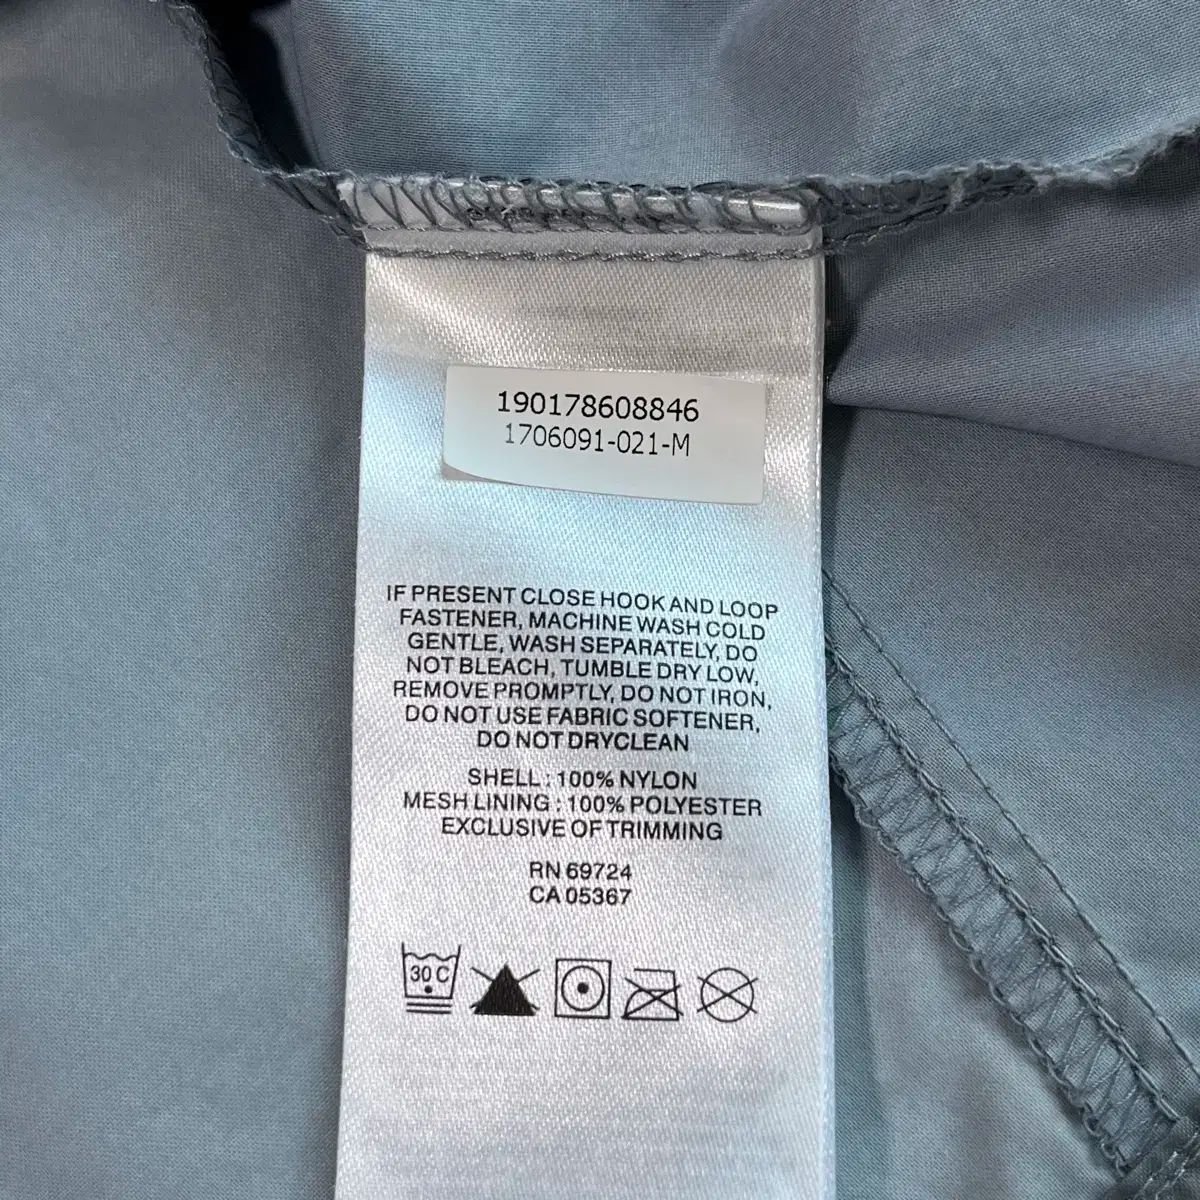 190178608846
1706091-021-M
IF PRESENT CLOSE HOOK AND LOOP
FASTENER, MACHINE WASH COLD
GENTLE, WASH SEPARATELY, DO
NOT BLEACH, TUMBLE DRY LOW,
REMOVE PROMPTLY, DO NOT IRON,
DO NOT USE FABRIC SOFTENER,
DO NOT DRYCLEAN
SHELL : 100% NYLON
MESH LINING : 100% POLYESTER
EXCLUSIVE OF TRIMMING
RN 69724
CA 05367
30 C